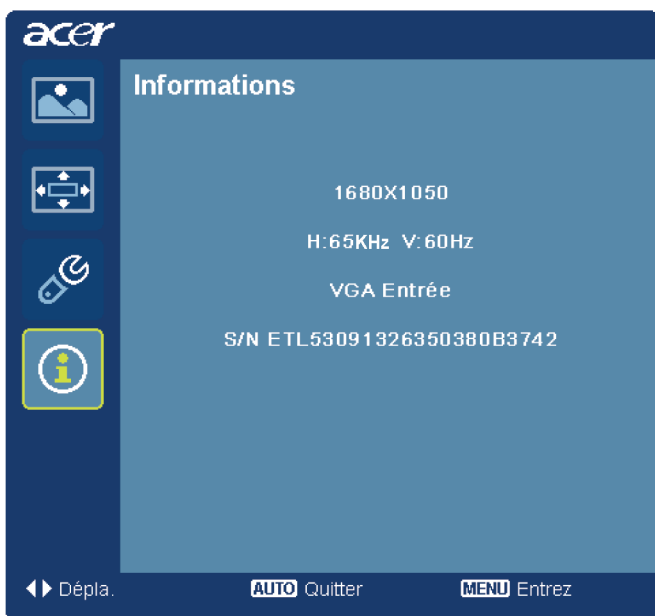 acer
Informations
1680X1050
H:65KHz V:60Hz
VGA Entrée
S/N ETL53091326350380B3742
Dépla. AUTO Quitter MENU Entrez